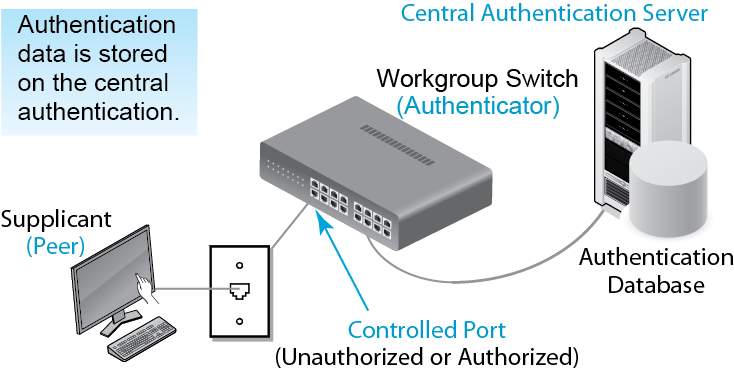 Authentication
data is stored
on the central
authentication.
Central Authentication Server
Workgroup Switch
(Authenticator)
Supplicant
(Peer)
Authentication
Database
Controlled Port
(Unauthorized or Authorized)